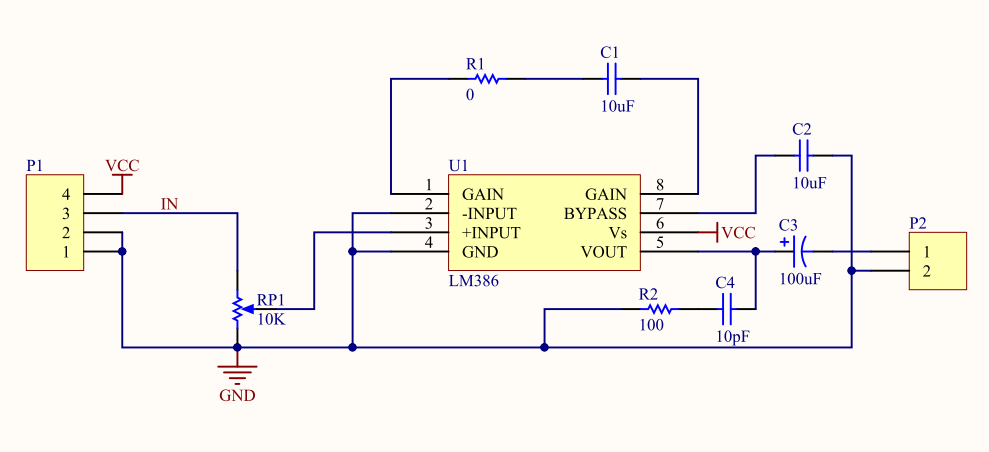 R1
0
C1
10uF
C2
10uF
P1
VCC
4
3
2
1
IN
U1
1
2
3
4
GAIN
-INPUT
+INPUT
GND
GAIN
BYPASS
Vs
VOUT
8
7
6
5
LM386
VCC
C3
+
100uF
P2
1
2
RP1
10K
R2
100
C4
10pF
GND